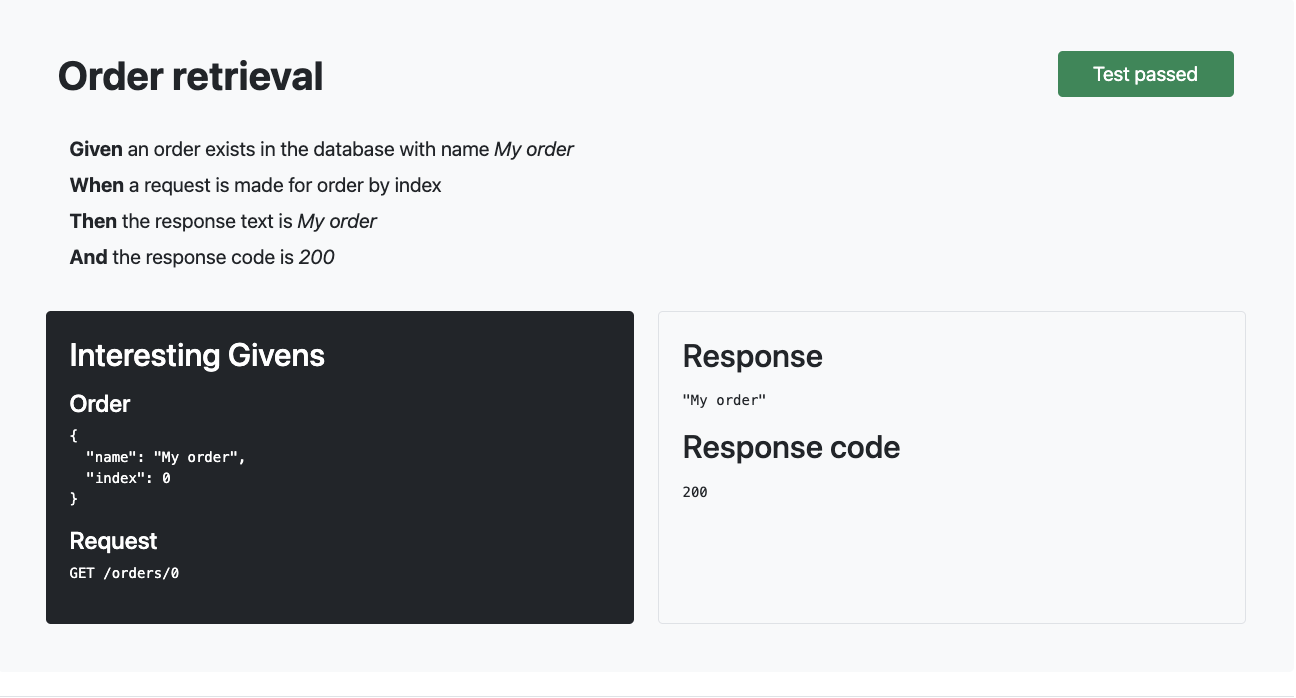 Order retrieval
Test passed
Given an order exists in the database with name My order
When a request is made for order by index
Then the response text is My order
And the response code is 200
Interesting Givens
Order
{
  "name": "My order",
  "index": 0
}
Request
GET /orders/0
Response
"My order"
Response code
200